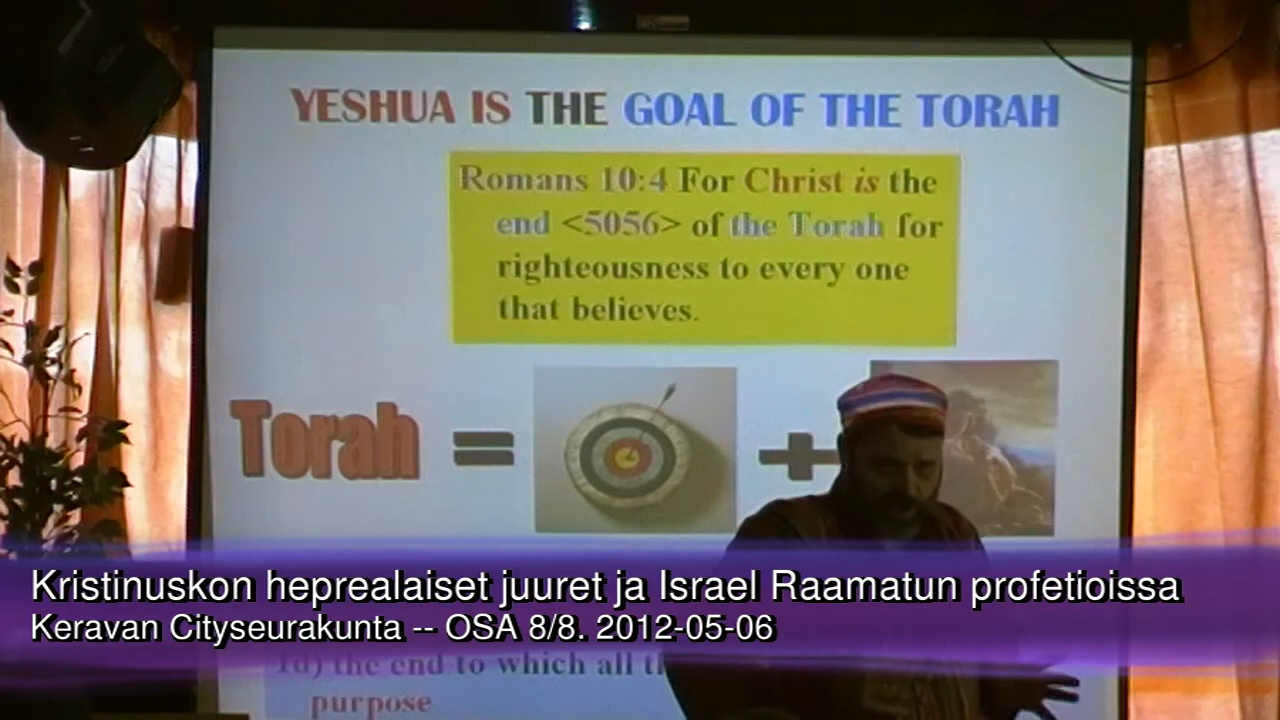 YESHUA IS THE GOAL OF THE TORAH
Romans 10:4 For Christ is the
end <5056> of the Torah for
righteousness to every one
that believes.
Torah = +
Kristinuskon heprealaiset juuret ja Israel Raamatun profetioissa
Keravan Cityseurakunta -- OSA 8/8. 2012-05-06
1d) the end to which all
purpose